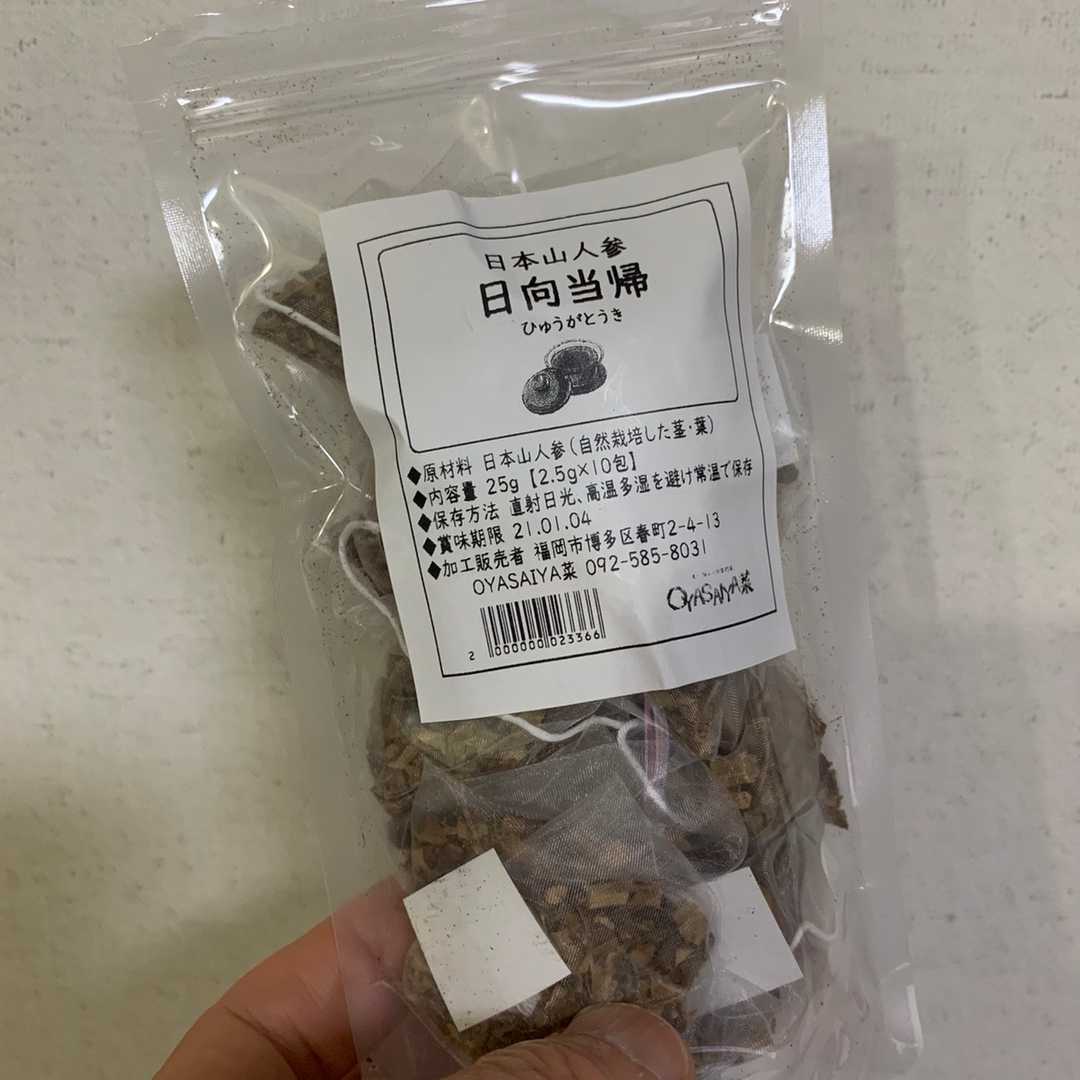 日本山人参
日向当帰
ひゅうがとうき
◆原材料 日本山人参(自然栽培した茎・葉)
◆内容量 25g【2.5g×10包】
◆保存方法 直射日光、高温多湿を避け常温で保存
◆賞味期限 21.01.04
◆加工販売者 福岡市博多区春町2-4-13
OYASAIYA菜 092-585-8031
OYASAIYA菜
2 000000 023366